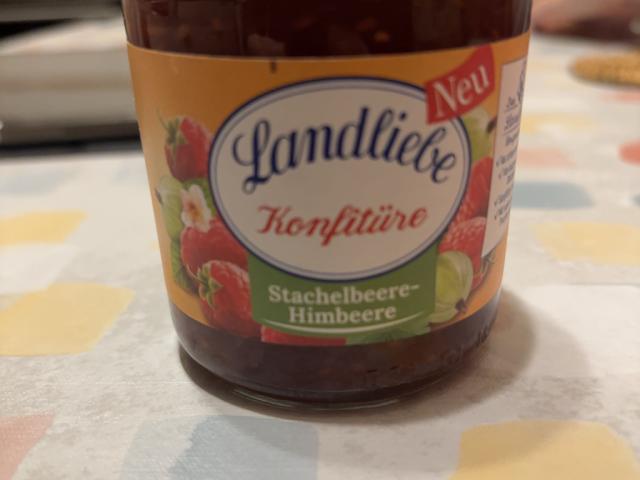 Neu
Landliebe
Konfitüre
Stachelbeere-
Himbeere